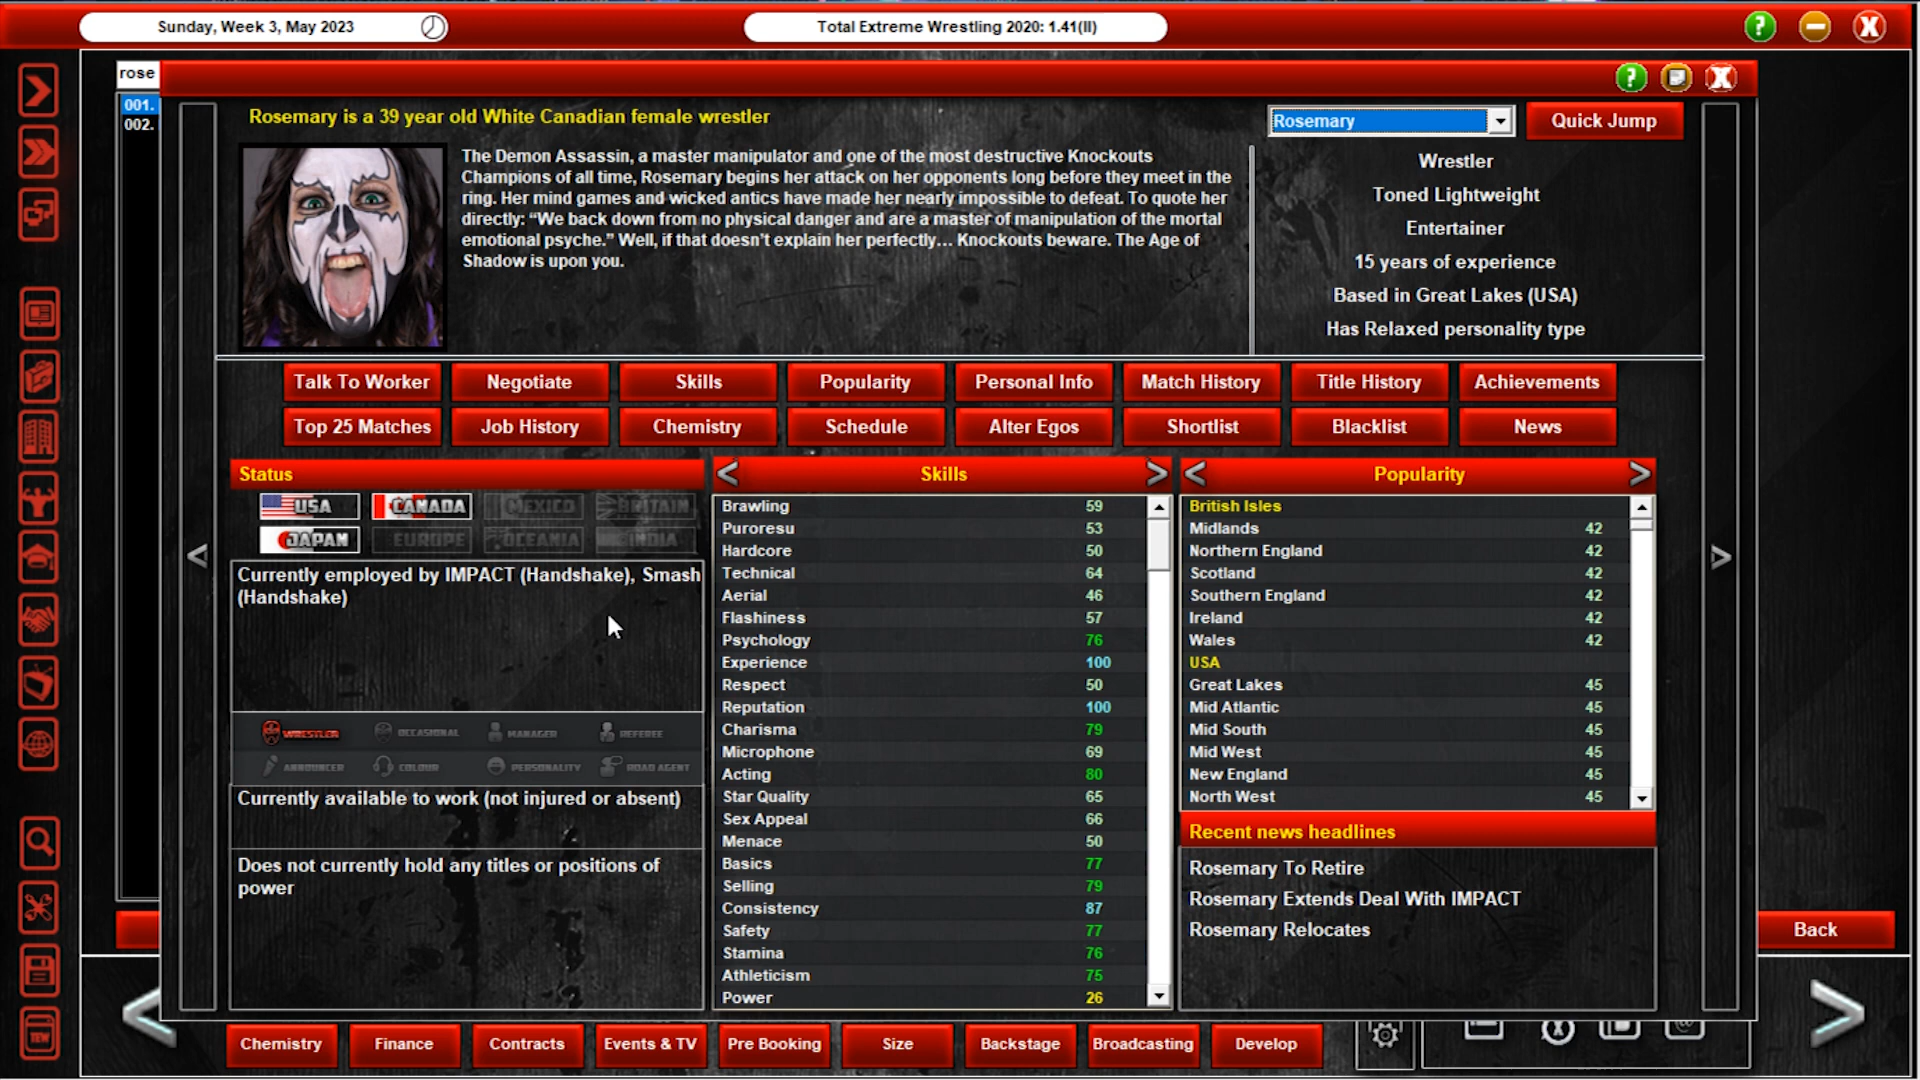 Sunday, Week 3, May 2023
Total Extreme Wrestling 2020: 1.41(II)
rose
001.
002.
Rosemary is a 39 year old White Canadian female wrestler
Rosemary
Quick Jump
The Demon Assassin, a master manipulator and one of the most destructive Knockouts
Champions of all time, Rosemary begins her attack on her opponents long before they meet in the
ring. Her mind games and wicked antics have made her nearly impossible to defeat. To quote her
directly: “We back down from no physical danger and are a master of manipulation of the mortal
emotional psyche.” Well, if that doesn’t explain her perfectly… Knockouts beware. The Age of
Shadow is upon you.
Wrestler
Toned Lightweight
Entertainer
15 years of experience
Based in Great Lakes (USA)
Has Relaxed personality type
Talk To Worker
Negotiate
Skills
Popularity
Personal Info
Match History
Title History
Achievements
Top 25 Matches
Job History
Chemistry
Schedule
Alter Egos
Shortlist
Blacklist
News
Status
USA
CANADA
MEXICO
BRITAIN
JAPAN
EUROPE
OCEANIA
INDIA
Currently employed by IMPACT (Handshake), Smash
(Handshake)
WRESTLER
OCCASIONAL
MANAGER
REFEREE
ANNOUNCER
COLOUR
PERSONALITY
ROAD AGENT
Currently available to work (not injured or absent)
Does not currently hold any titles or positions of
power
Skills
Brawling 59
Puroresu 53
Hardcore 50
Technical 64
Aerial 46
Flashiness 57
Psychology 76
Experience 100
Respect 50
Reputation 100
Charisma 79
Microphone 69
Acting 80
Star Quality 65
Sex Appeal 66
Menace 50
Basics 77
Selling 79
Consistency 87
Safety 77
Stamina 76
Athleticism 75
Power 26
Popularity
British Isles
Midlands 42
Northern England 42
Scotland 42
Southern England 42
Ireland 42
Wales 42
USA
Great Lakes 45
Mid Atlantic 45
Mid South 45
Mid West 45
New England 45
North West 45
Recent news headlines
Rosemary To Retire
Rosemary Extends Deal With IMPACT
Rosemary Relocates
Back
Chemistry
Finance
Contracts
Events & TV
Pre Booking
Size
Backstage
Broadcasting
Develop
TEW